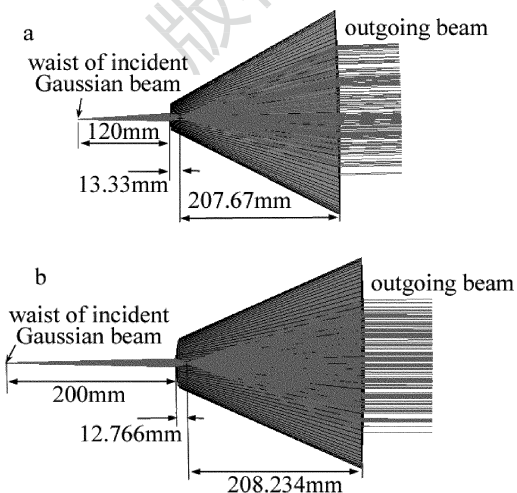 a
outgoing beam
waist of incident
Gaussian beam
120mm
13.33mm
207.67mm
b
outgoing beam
waist of incident
Gaussian beam
200mm
12.766mm
208.234mm